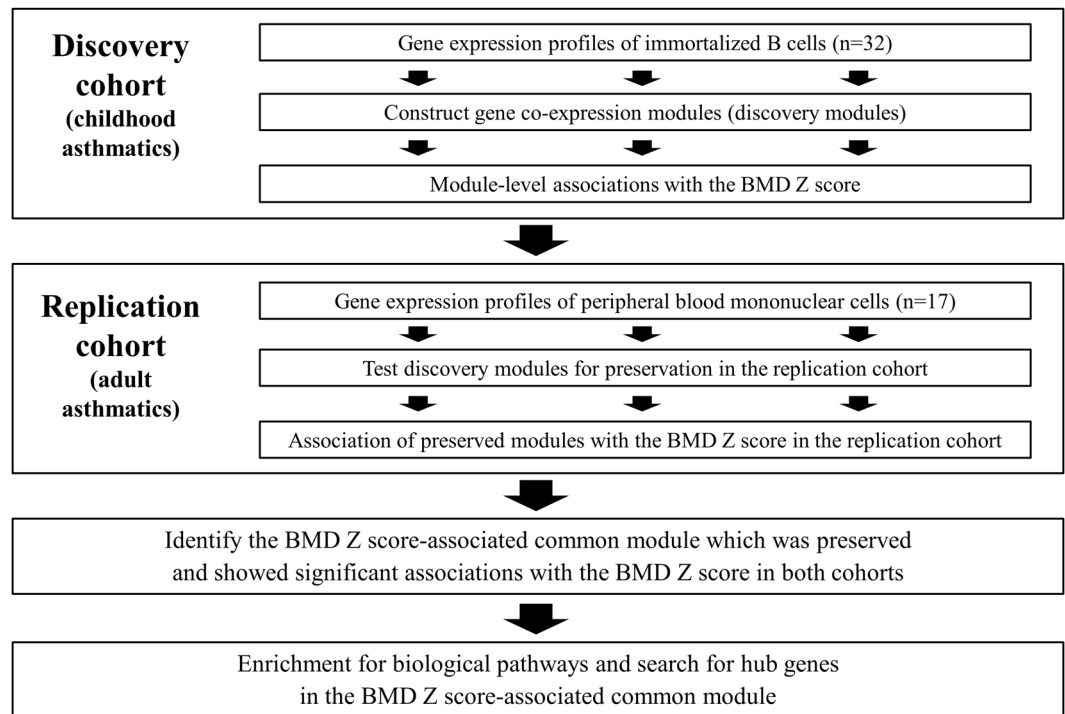 Discovery
cohort
(childhood
asthmatics)
Gene expression profiles of immortalized B cells (n=32)
Construct gene co-expression modules (discovery modules)
Module-level associations with the BMD Z score
Replication
cohort
(adult
asthmatics)
Gene expression profiles of peripheral blood mononuclear cells (n=17)
Test discovery modules for preservation in the replication cohort
Association of preserved modules with the BMD Z score in the replication cohort
Identify the BMD Z score-associated common module which was preserved
and showed significant associations with the BMD Z score in both cohorts
Enrichment for biological pathways and search for hub genes
in the BMD Z score-associated common module